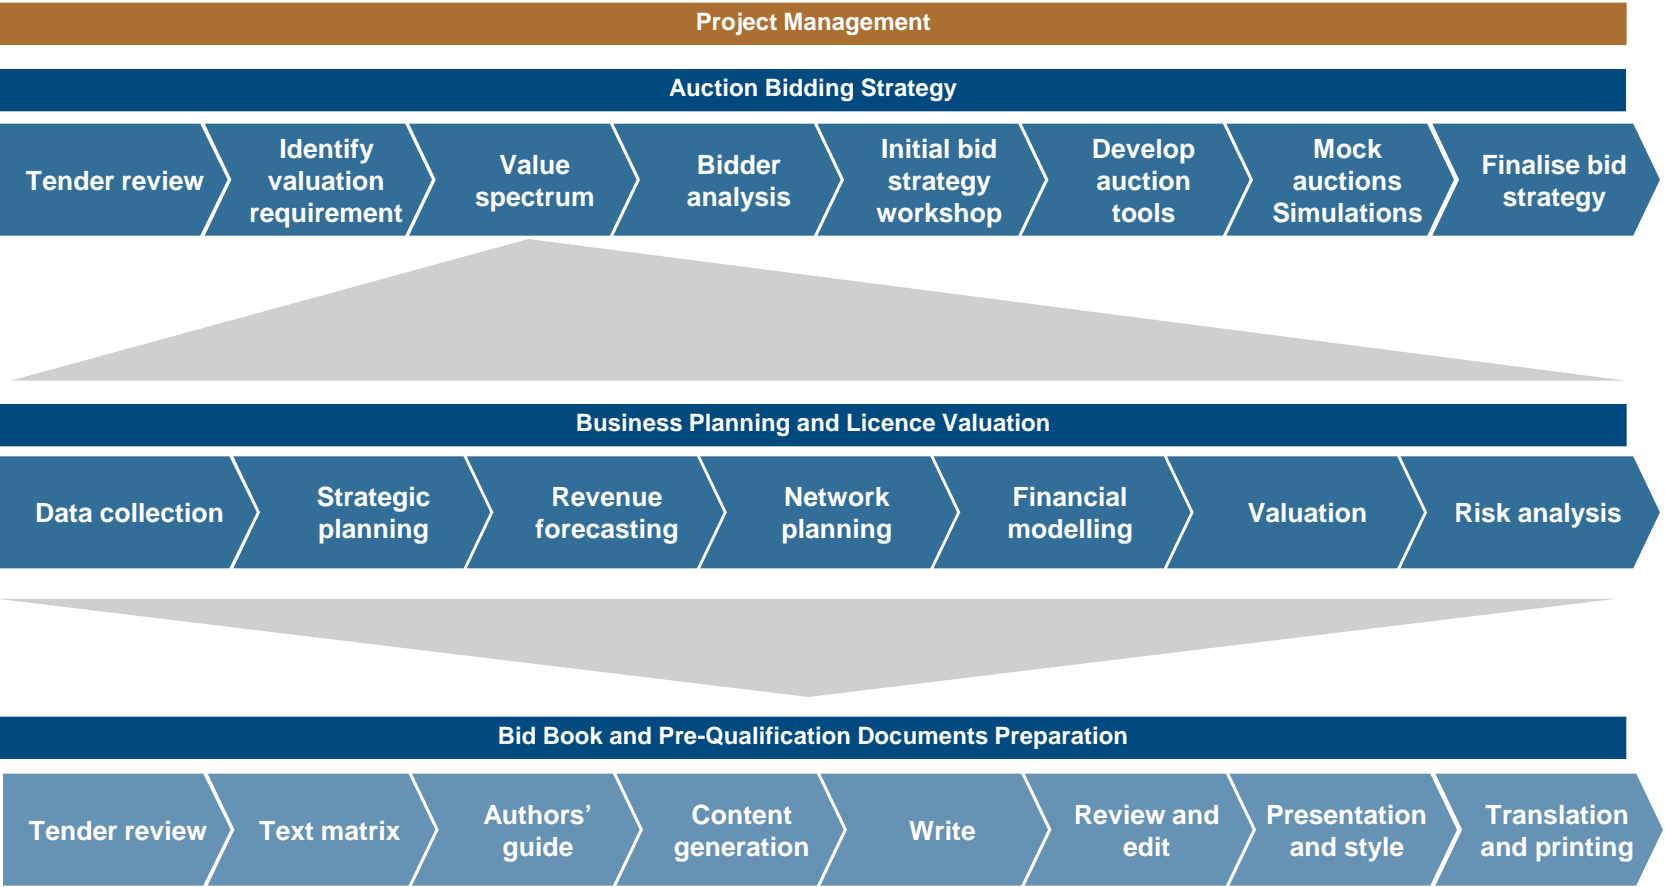 Project Management
Auction Bidding Strategy
Tender review
Identify
valuation
requirement
Value
spectrum
Bidder
analysis
Initial bid
strategy
workshop
Develop
auction
tools
Mock
auctions
Simulations
Finalise bid
strategy
Business Planning and Licence Valuation
Data collection
Strategic
planning
Revenue
forecasting
Network
planning
Financial
modelling
Valuation
Risk analysis
Bid Book and Pre-Qualification Documents Preparation
Tender review
Text matrix
Authors’
guide
Content
generation
Write
Review and
edit
Presentation
and style
Translation
and printing